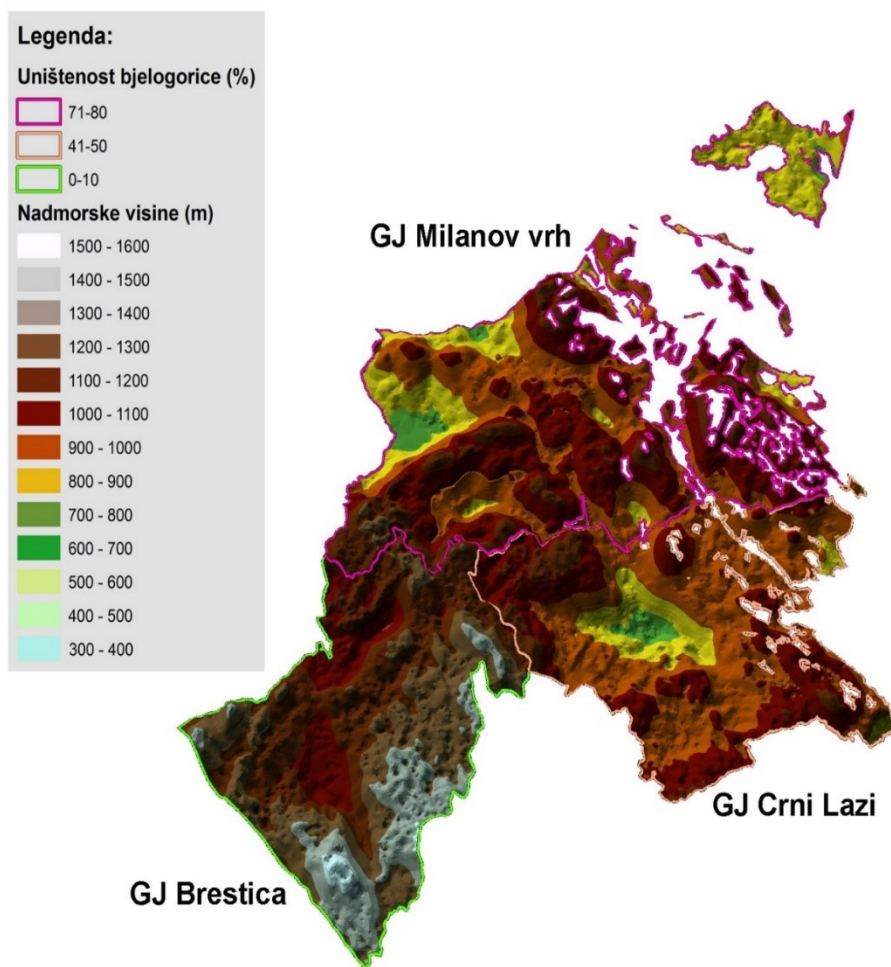 Legenda:
Uništenost bjelogorice (%)
71-80
41-50
0-10
Nadmorske visine (m)
1500 - 1600
1400 - 1500
1300 - 1400
1200 - 1300
1100 - 1200
1000 - 1100
900 - 1000
800 - 900
700 - 800
600 - 700
500 - 600
400 - 500
300 - 400
GJ Milanov vrh
GJ Crni Lazi
GJ Brestica